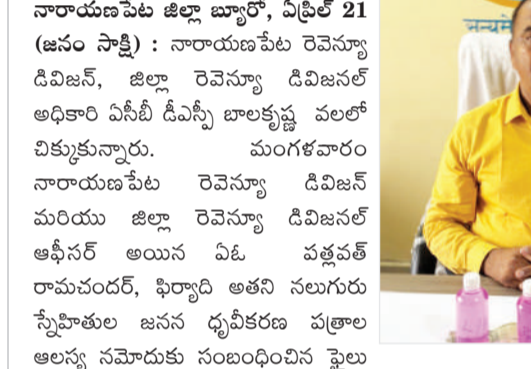 నారాయణపేట జిల్లా బ్యూరో, ఏప్రిల్ 21
(జనం సాక్షి) : నారాయణపేట రెవెన్యూ
డివిజన్, జిల్లా రెవెన్యూ డివిజనల్
అధికారి ఏసీబీ డీఎస్పీ బాలకృష్ణ వలలో
చిక్కుకున్నారు. మంగళవారం
నారాయణపేట రెవెన్యూ డివిజన్
మరియు జిల్లా రెవెన్యూ డివిజనల్
ఆఫీసర్ అయిన ఏఓ పత్లవత్
రామచందర్, ఫిర్యాది అతని నలుగురు
స్నేహితుల జనన ధృవీకరణ పత్రాల
ఆలస్య నమోదుకు సంబంధించిన ఫైలు